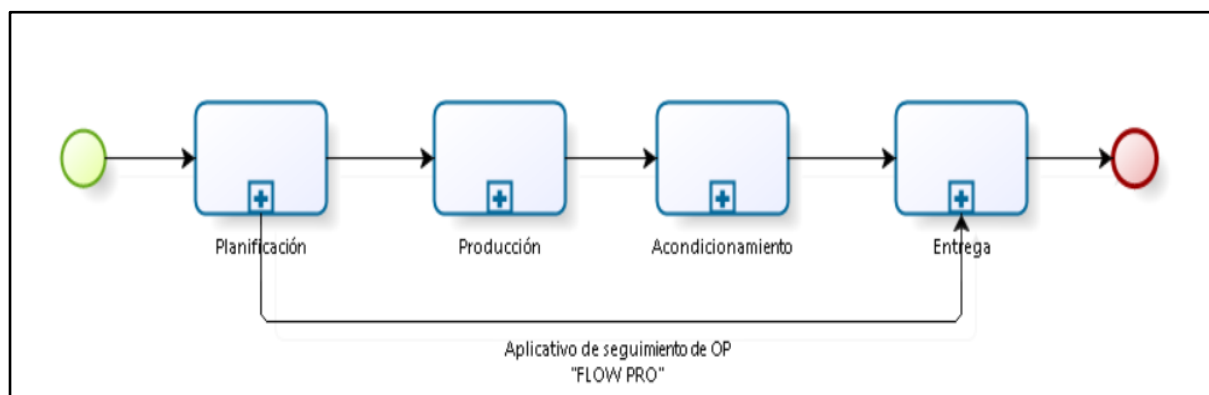 Planificación
Producción
Acondicionamiento
Entrega
Aplicativo de seguimiento de OP
"FLOW PRO"